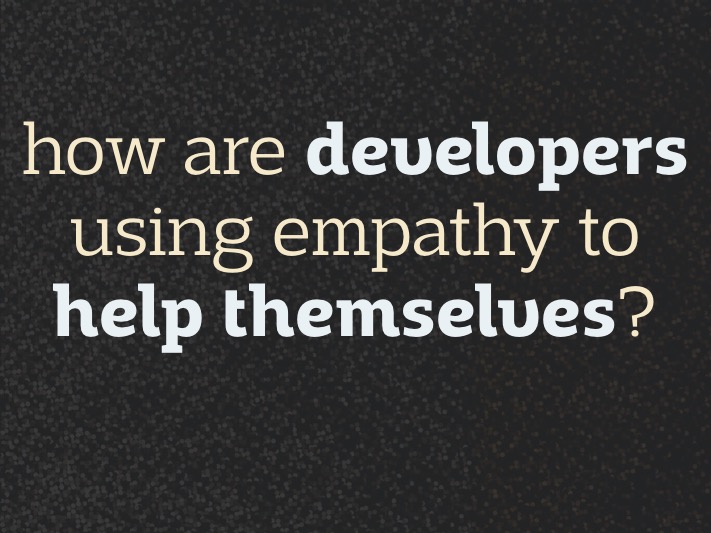 how are developers
using empathy to
help themselves?